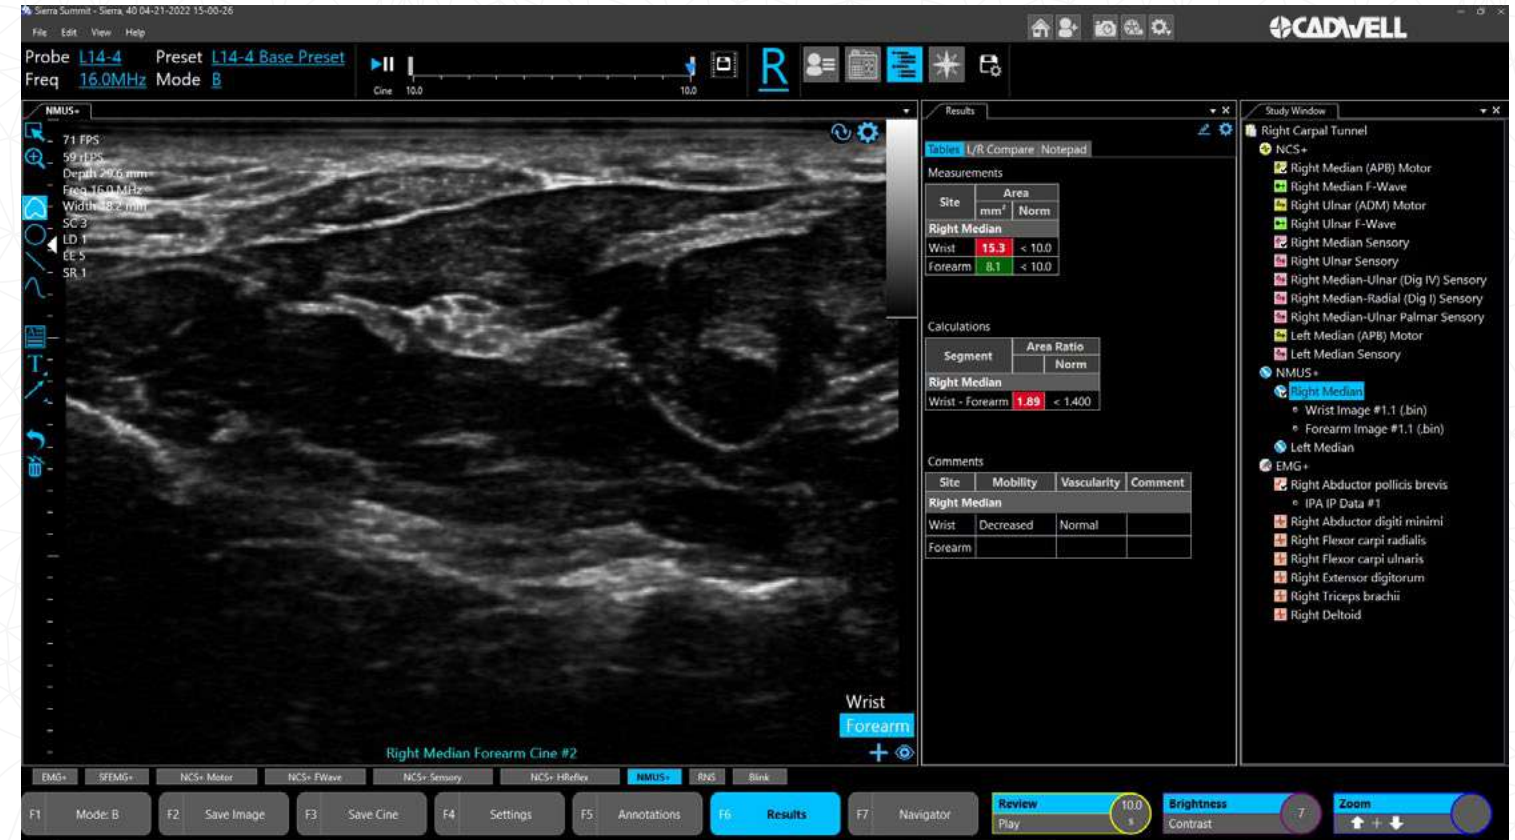 Sierra Summit - Sierra, 40 04-21-2022 15-00-26
File Edit View Help
CADWELL
Probe L14-4 Preset L14-4 Base Preset
Freq 16.0MHz Mode B
Cine 10.0 10.0
R
NMUS+
71 FPS
59 rFPS
Depth 29.6 mm
Freq 16.0 MHz
Width 38.2 mm
SC 3
LD 1
EE 5
SR 1
T
Wrist
Forearm
Right Median Forearm Cine #2
Results
Tables L/R Compare Notepad
Measurements
Site Area
mm² Norm
Right Median
Wrist 15.3 < 10.0
Forearm 8.1 < 10.0
Calculations
Segment Area Ratio
Norm
Right Median
Wrist - Forearm 1.89 < 1.400
Comments
Site Mobility Vascularity Comment
Right Median
Wrist Decreased Normal
Forearm
Study Window
Right Carpal Tunnel
NCS+
Right Median (APB) Motor
Right Median F-Wave
Right Ulnar (ADM) Motor
Right Ulnar F-Wave
Right Median Sensory
Right Ulnar Sensory
Right Median-Ulnar (Dig IV) Sensory
Right Median-Radial (Dig I) Sensory
Right Median-Ulnar Palmar Sensory
Left Median (APB) Motor
Left Median Sensory
NMUS+
Right Median
Wrist Image #1.1 (.bin)
Forearm Image #1.1 (.bin)
Left Median
EMG+
Right Abductor pollicis brevis
IPA IP Data #1
Right Abductor digiti minimi
Right Flexor carpi radialis
Right Flexor carpi ulnaris
Right Extensor digitorum
Right Triceps brachii
Right Deltoid
EMG+ SFEMG+ NCS+ Motor NCS+ FWave NCS+ Sensory NCS+ HReflex NMUS+ RNS Blink
F1 Mode: B F2 Save Image F3 Save Cine F4 Settings F5 Annotations F6 Results F7 Navigator
Review 10.0 s
Play
Brightness 7
Contrast
Zoom